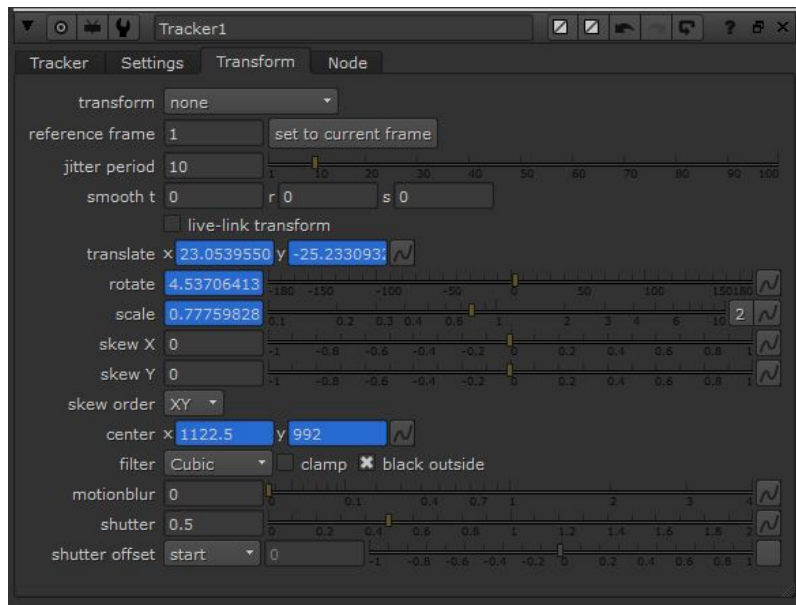 Tracker1 ?
Tracker Settings Transform Node
transform none
reference frame 1 set to current frame
jitter period 10 1 10 20 30 40 50 60 70 80 90 100
smooth t 0 r 0 s 0
live-link transform
translate x 23.0539550 y -25.2330932
rotate 4.53706413 -180 -150 -100 -50 0 50 100 150180
scale 0.77759828 0.1 0.2 0.3 0.4 0.6 1 2 3 4 6 10 2
skew X 0 -1 -0.8 -0.6 -0.4 -0.2 0 0.2 0.4 0.6 0.8 1
skew Y 0 -1 -0.8 -0.6 -0.4 -0.2 0 0.2 0.4 0.6 0.8 1
skew order XY
center x 1122.5 y 992
filter Cubic clamp black outside
motionblur 0 0 0.1 0.4 0.7 1 2 3 4
shutter 0.5 0 0.2 0.4 0.6 0.8 1 1.2 1.4 1.6 1.8 2
shutter offset start 0 -1 -0.8 -0.6 -0.4 -0.2 0 0.2 0.4 0.6 0.8 1